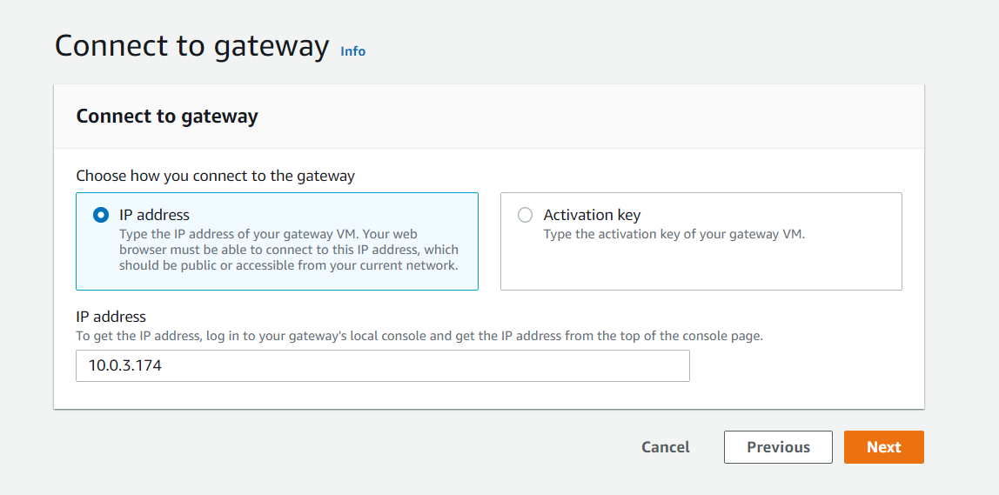 Connect to gateway Info
Connect to gateway
Choose how you connect to the gateway
IP address
Type the IP address of your gateway VM. Your web
browser must be able to connect to this IP address, which
should be public or accessible from your current network.
Activation key
Type the activation key of your gateway VM.
IP address
To get the IP address, log in to your gateway's local console and get the IP address from the top of the console page.
10.0.3.174
Cancel
Previous
Next